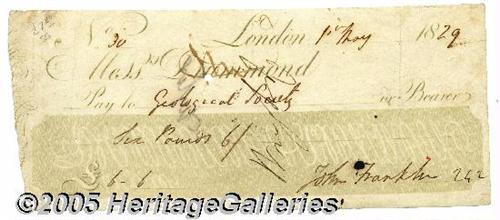 No 30 London 1st May 1829
Messrs Drummond
Pay to Geological Society or Bearer
Six Pounds 6/
£ 6-6 John Franklin
© 2005 HeritageGalleries.com